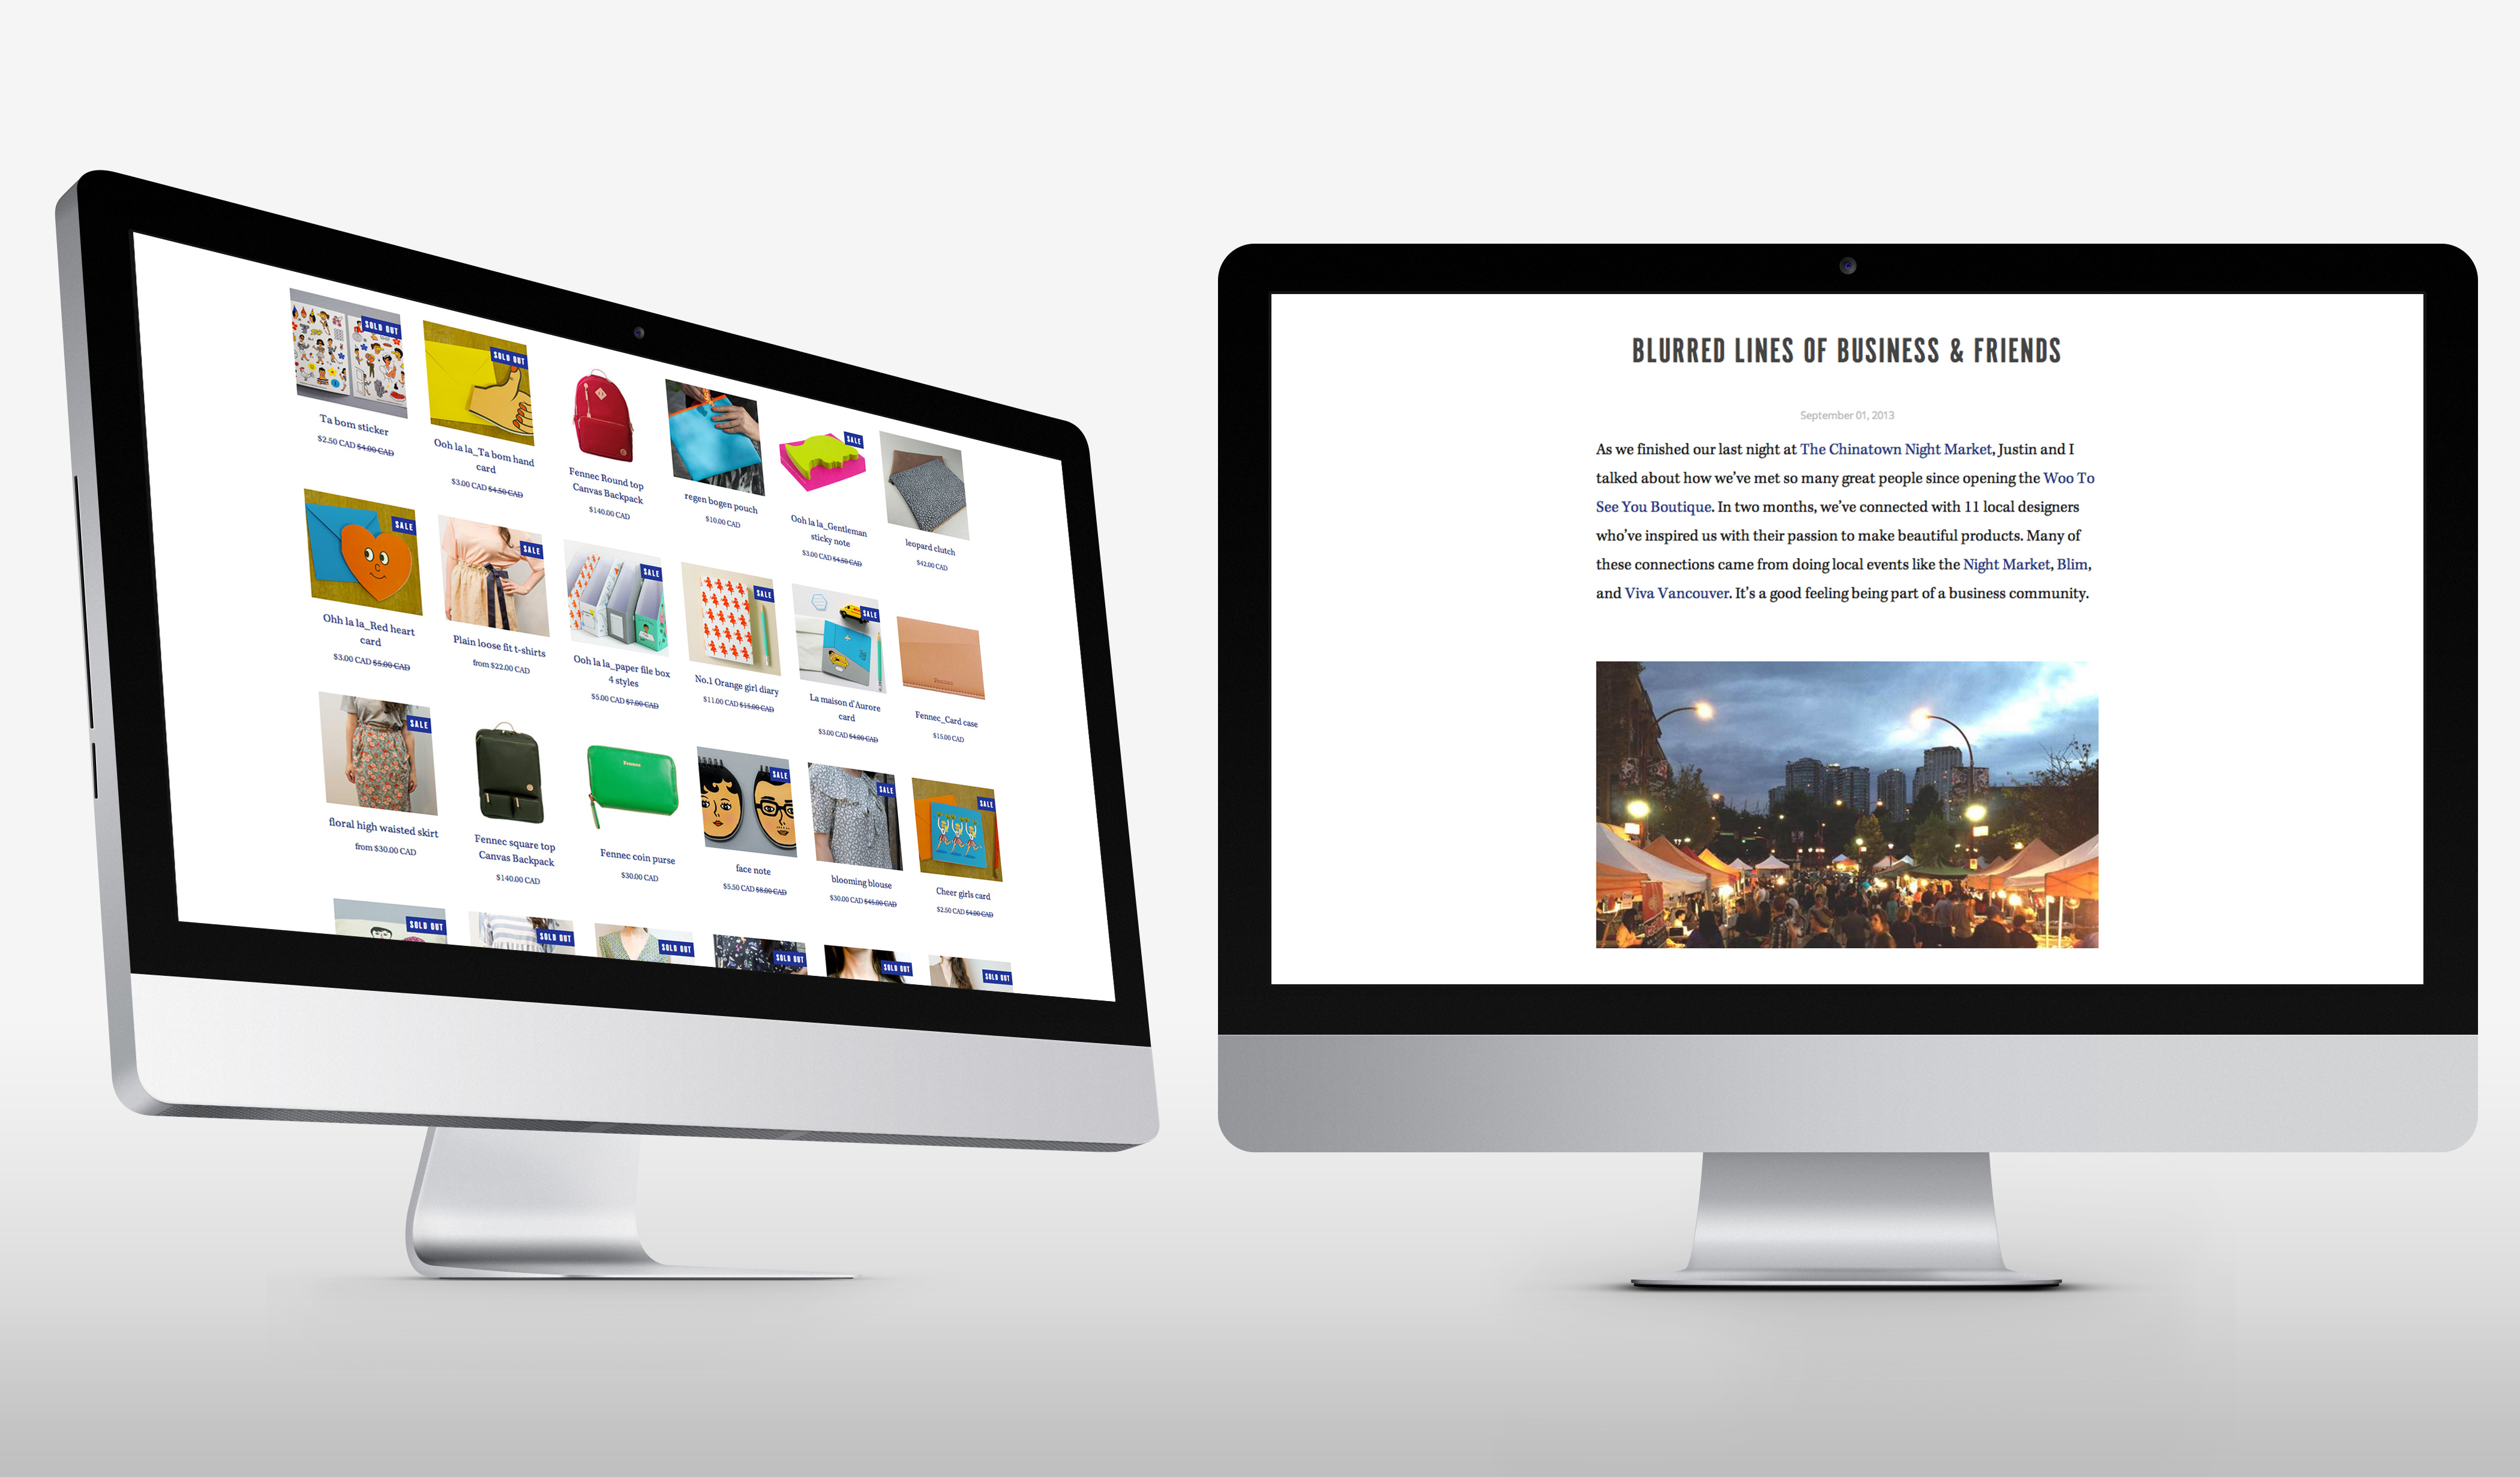 SOLD OUT
Ta bom sticker
$2.50 CAD $4.00 CAD
SOLD OUT
Ooh la la_Ta bom hand
card
$3.00 CAD $4.50 CAD
Fennec Round top
Canvas Backpack
$140.00 CAD
regen bogen pouch
$10.00 CAD
SALE
Ooh la la_Gentleman
sticky note
$3.00 CAD $4.50 CAD
leopard clutch
$42.00 CAD
SALE
Ohh la la_Red heart
card
$3.00 CAD $5.00 CAD
SALE
Plain loose fit t-shirts
from $22.00 CAD
SALE
Ooh la la_paper file box
4 styles
$5.00 CAD $7.00 CAD
SALE
No.1 Orange girl diary
$11.00 CAD $15.00 CAD
SALE
La maison d'Aurore
card
$3.00 CAD $4.00 CAD
Fennec
Fennec_Card case
$15.00 CAD
SALE
floral high waisted skirt
from $30.00 CAD
Fennec square top
Canvas Backpack
$140.00 CAD
Fennec
Fennec coin purse
$30.00 CAD
SALE
face note
$5.50 CAD $8.00 CAD
SALE
blooming blouse
$30.00 CAD $45.00 CAD
SALE
Cheer girls card
$2.50 CAD $4.00 CAD
SOLD OUT
SOLD OUT
SOLD OUT
SOLD OUT
SOLD OUT
SOLD OUT
BLURRED LINES OF BUSINESS & FRIENDS
September 01, 2013
As we finished our last night at The Chinatown Night Market, Justin and I
talked about how we've met so many great people since opening the Woo To
See You Boutique. In two months, we've connected with 11 local designers
who've inspired us with their passion to make beautiful products. Many of
these connections came from doing local events like the Night Market, Blim,
and Viva Vancouver. It's a good feeling being part of a business community.